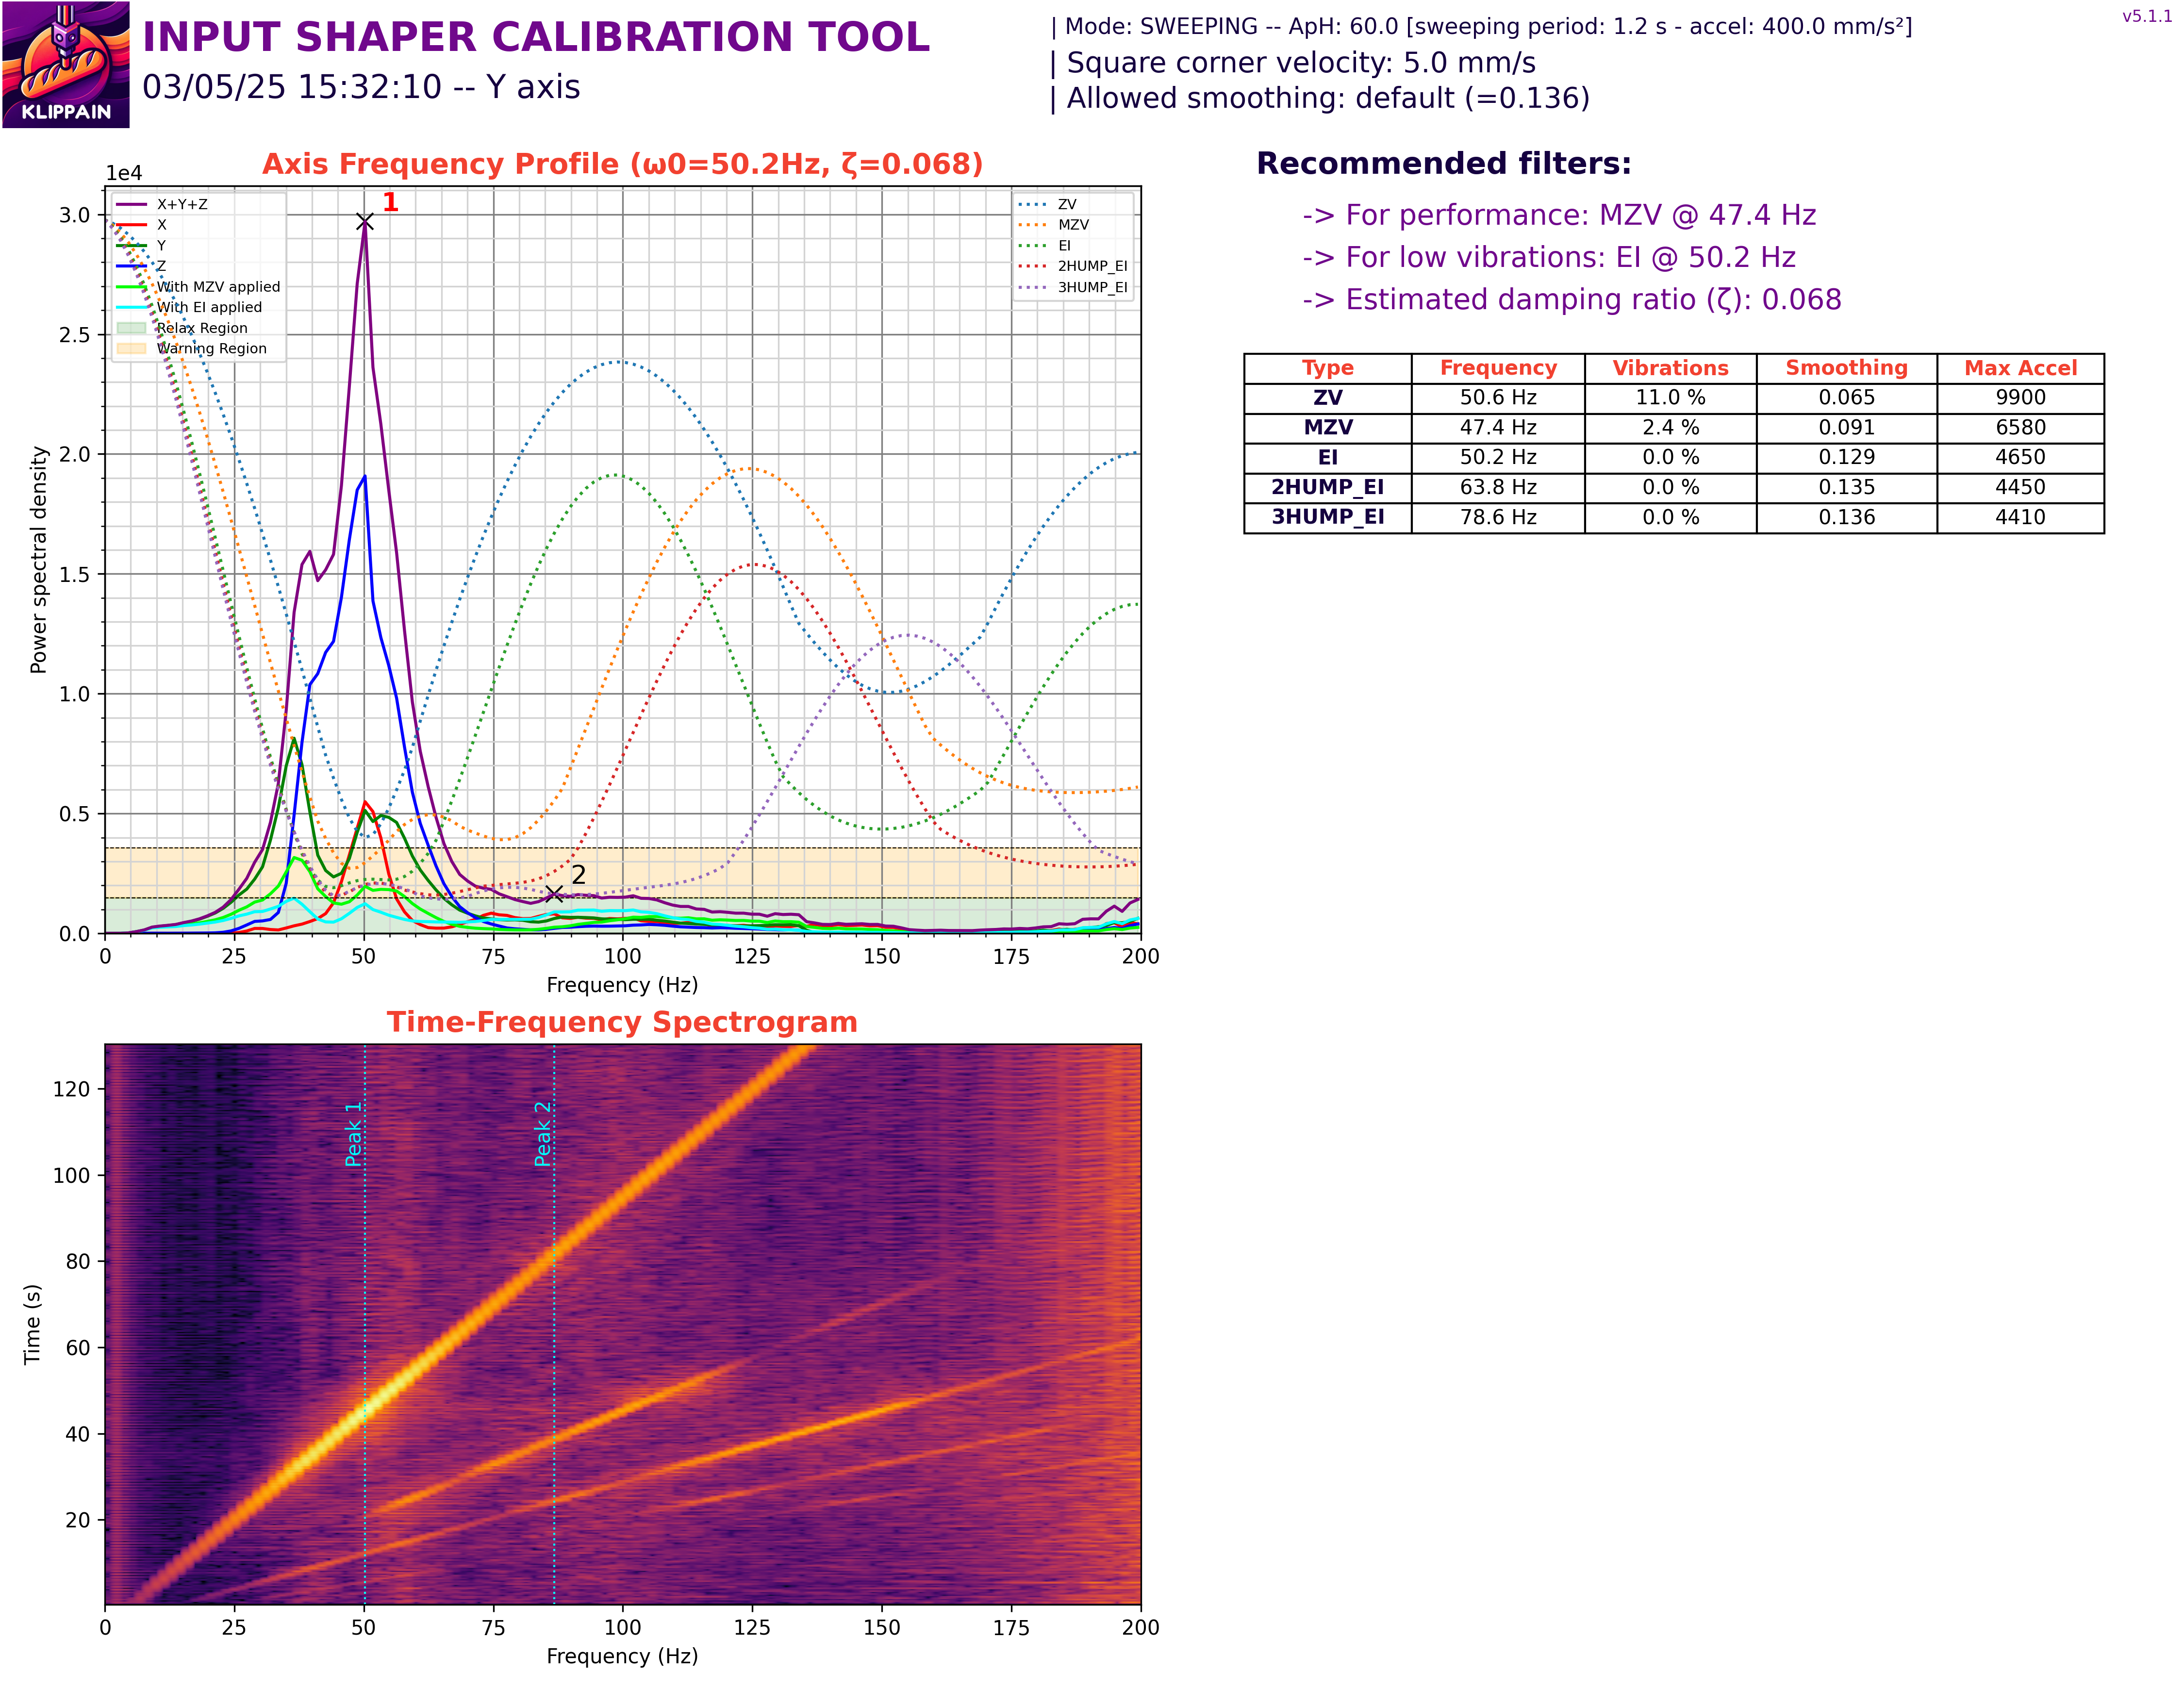 KLIPPAIN
INPUT SHAPER CALIBRATION TOOL
03/05/25 15:32:10 -- Y axis
| Mode: SWEEPING -- ApH: 60.0 [sweeping period: 1.2 s - accel: 400.0 mm/s²]
| Square corner velocity: 5.0 mm/s
| Allowed smoothing: default (=0.136)
v5.1.1
Axis Frequency Profile (ω0=50.2Hz, ζ=0.068)
1e4
3.0
2.5
2.0
1.5
1.0
0.5
0.0
Power spectral density
X+Y+Z
X
Y
Z
With MZV applied
With EI applied
Relax Region
Warning Region
1
2
ZV
MZV
EI
2HUMP_EI
3HUMP_EI
0 25 50 75 100 125 150 175 200
Frequency (Hz)
Recommended filters:
-> For performance: MZV @ 47.4 Hz
-> For low vibrations: EI @ 50.2 Hz
-> Estimated damping ratio (ζ): 0.068
Type Frequency Vibrations Smoothing Max Accel
ZV 50.6 Hz 11.0 % 0.065 9900
MZV 47.4 Hz 2.4 % 0.091 6580
EI 50.2 Hz 0.0 % 0.129 4650
2HUMP_EI 63.8 Hz 0.0 % 0.135 4450
3HUMP_EI 78.6 Hz 0.0 % 0.136 4410
Time-Frequency Spectrogram
120
100
80
60
40
20
Time (s)
Peak 1
Peak 2
0 25 50 75 100 125 150 175 200
Frequency (Hz)